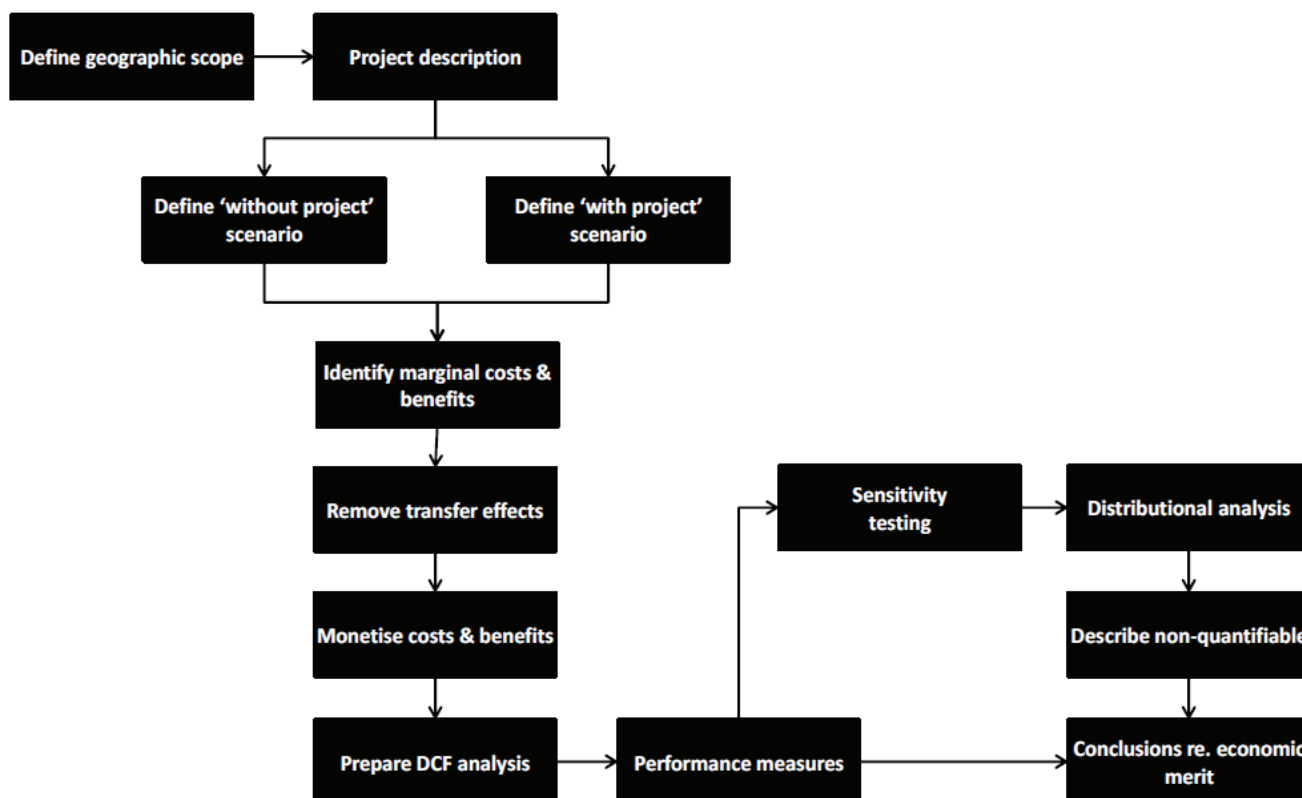 Define geographic scope
Project description
Define ‘without project’
scenario
Define ‘with project’
scenario
Identify marginal costs &
benefits
Remove transfer effects
Monetise costs & benefits
Prepare DCF analysis
Performance measures
Sensitivity
testing
Distributional analysis
Describe non-quantifiable
Conclusions re. economic
merit